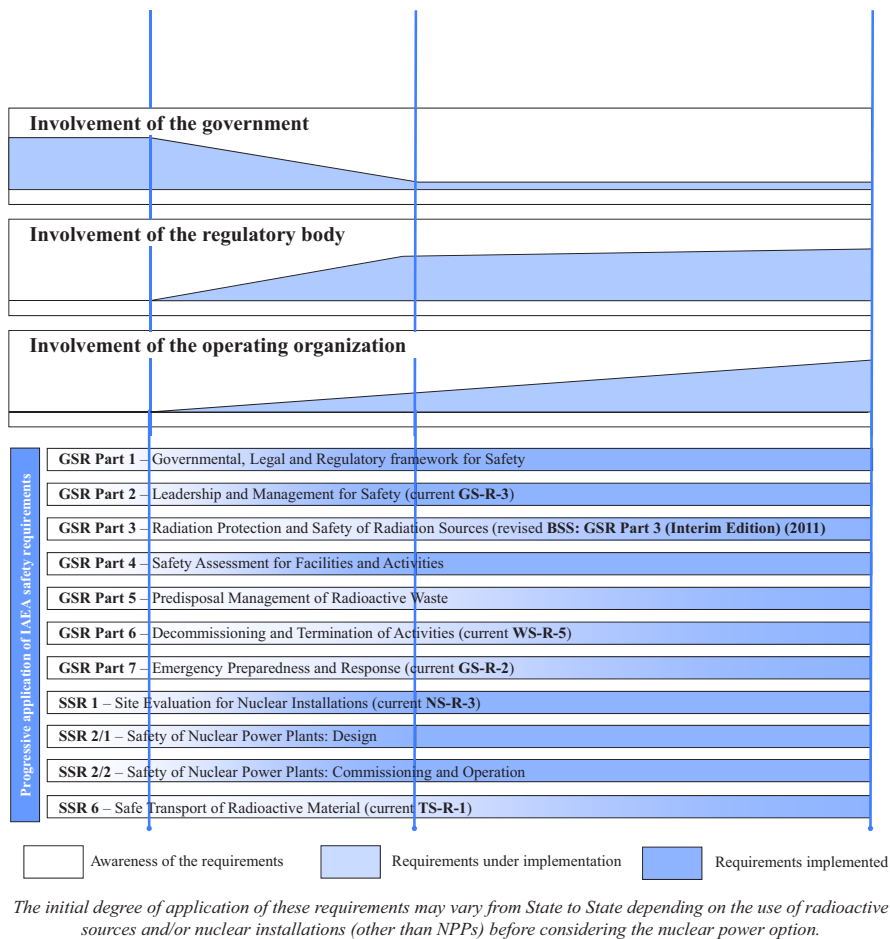 Involvement of the government
Involvement of the regulatory body
Involvement of the operating organization
Progressive application of IAEA safety requirements
GSR Part 1 – Governmental, Legal and Regulatory framework for Safety
GSR Part 2 – Leadership and Management for Safety (current GS-R-3)
GSR Part 3 – Radiation Protection and Safety of Radiation Sources (revised BSS: GSR Part 3 (Interim Edition) (2011)
GSR Part 4 – Safety Assessment for Facilities and Activities
GSR Part 5 – Predisposal Management of Radioactive Waste
GSR Part 6 – Decommissioning and Termination of Activities (current WS-R-5)
GSR Part 7 – Emergency Preparedness and Response (current GS-R-2)
SSR 1 – Site Evaluation for Nuclear Installations (current NS-R-3)
SSR 2/1 – Safety of Nuclear Power Plants: Design
SSR 2/2 – Safety of Nuclear Power Plants: Commissioning and Operation
SSR 6 – Safe Transport of Radioactive Material (current TS-R-1)
Awareness of the requirements
Requirements under implementation
Requirements implemented
The initial degree of application of these requirements may vary from State to State depending on the use of radioactive
sources and/or nuclear installations (other than NPPs) before considering the nuclear power option.